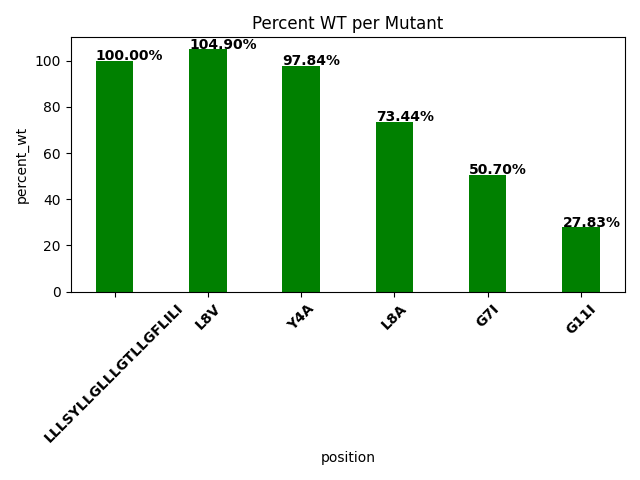 Percent WT per Mutant
percent_wt
100
80
60
40
20
0
100.00%
104.90%
97.84%
73.44%
50.70%
27.83%
LLLSYLLGLLLGTLLGFLILI
L8V
Y4A
L8A
G7I
G11I
position